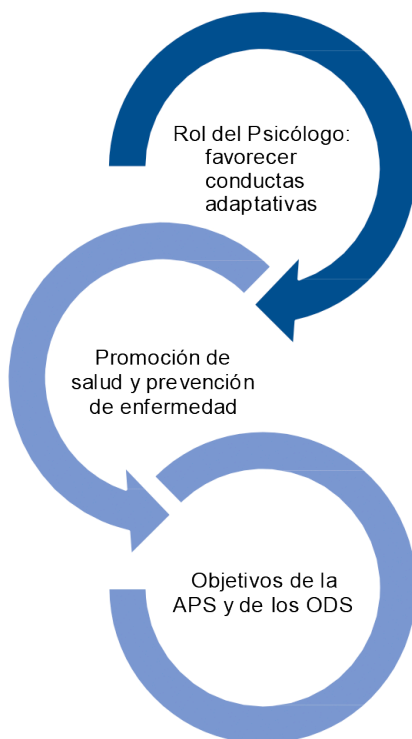 Rol del Psicólogo:
favorecer
conductas
adaptativas
Promoción de
salud y prevención
de enfermedad
Objetivos de la
APS y de los ODS